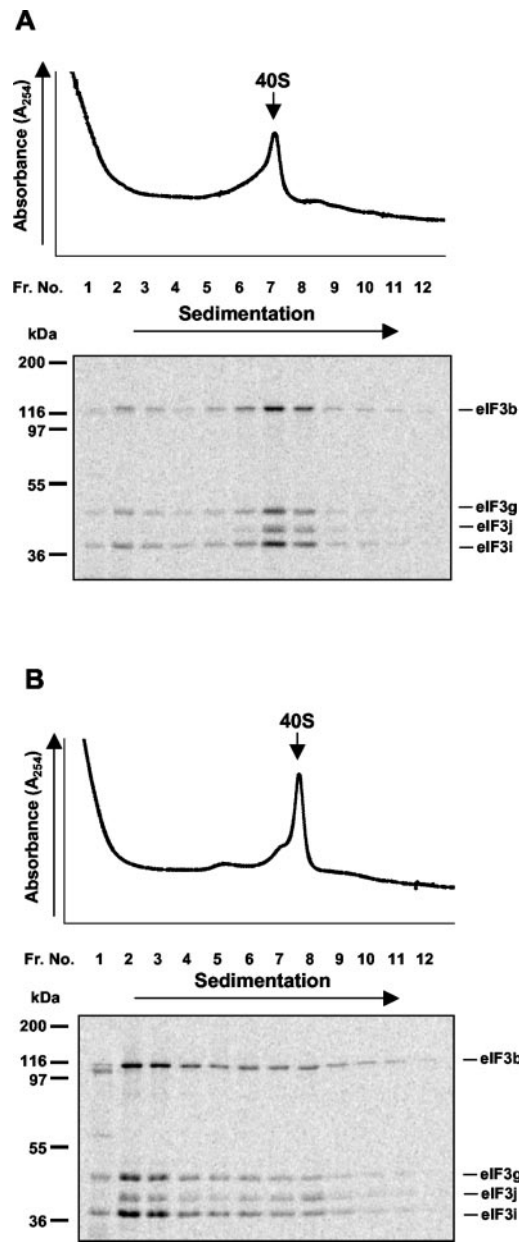 A
Absorbance (A254)
40S
Fr. No. 1 2 3 4 5 6 7 8 9 10 11 12
Sedimentation
kDa
200
116
97
55
36
eIF3b
eIF3g
eIF3j
eIF3i
B
Absorbance (A254)
40S
Fr. No. 1 2 3 4 5 6 7 8 9 10 11 12
Sedimentation
kDa
200
116
97
55
36
eIF3b
eIF3g
eIF3j
eIF3i